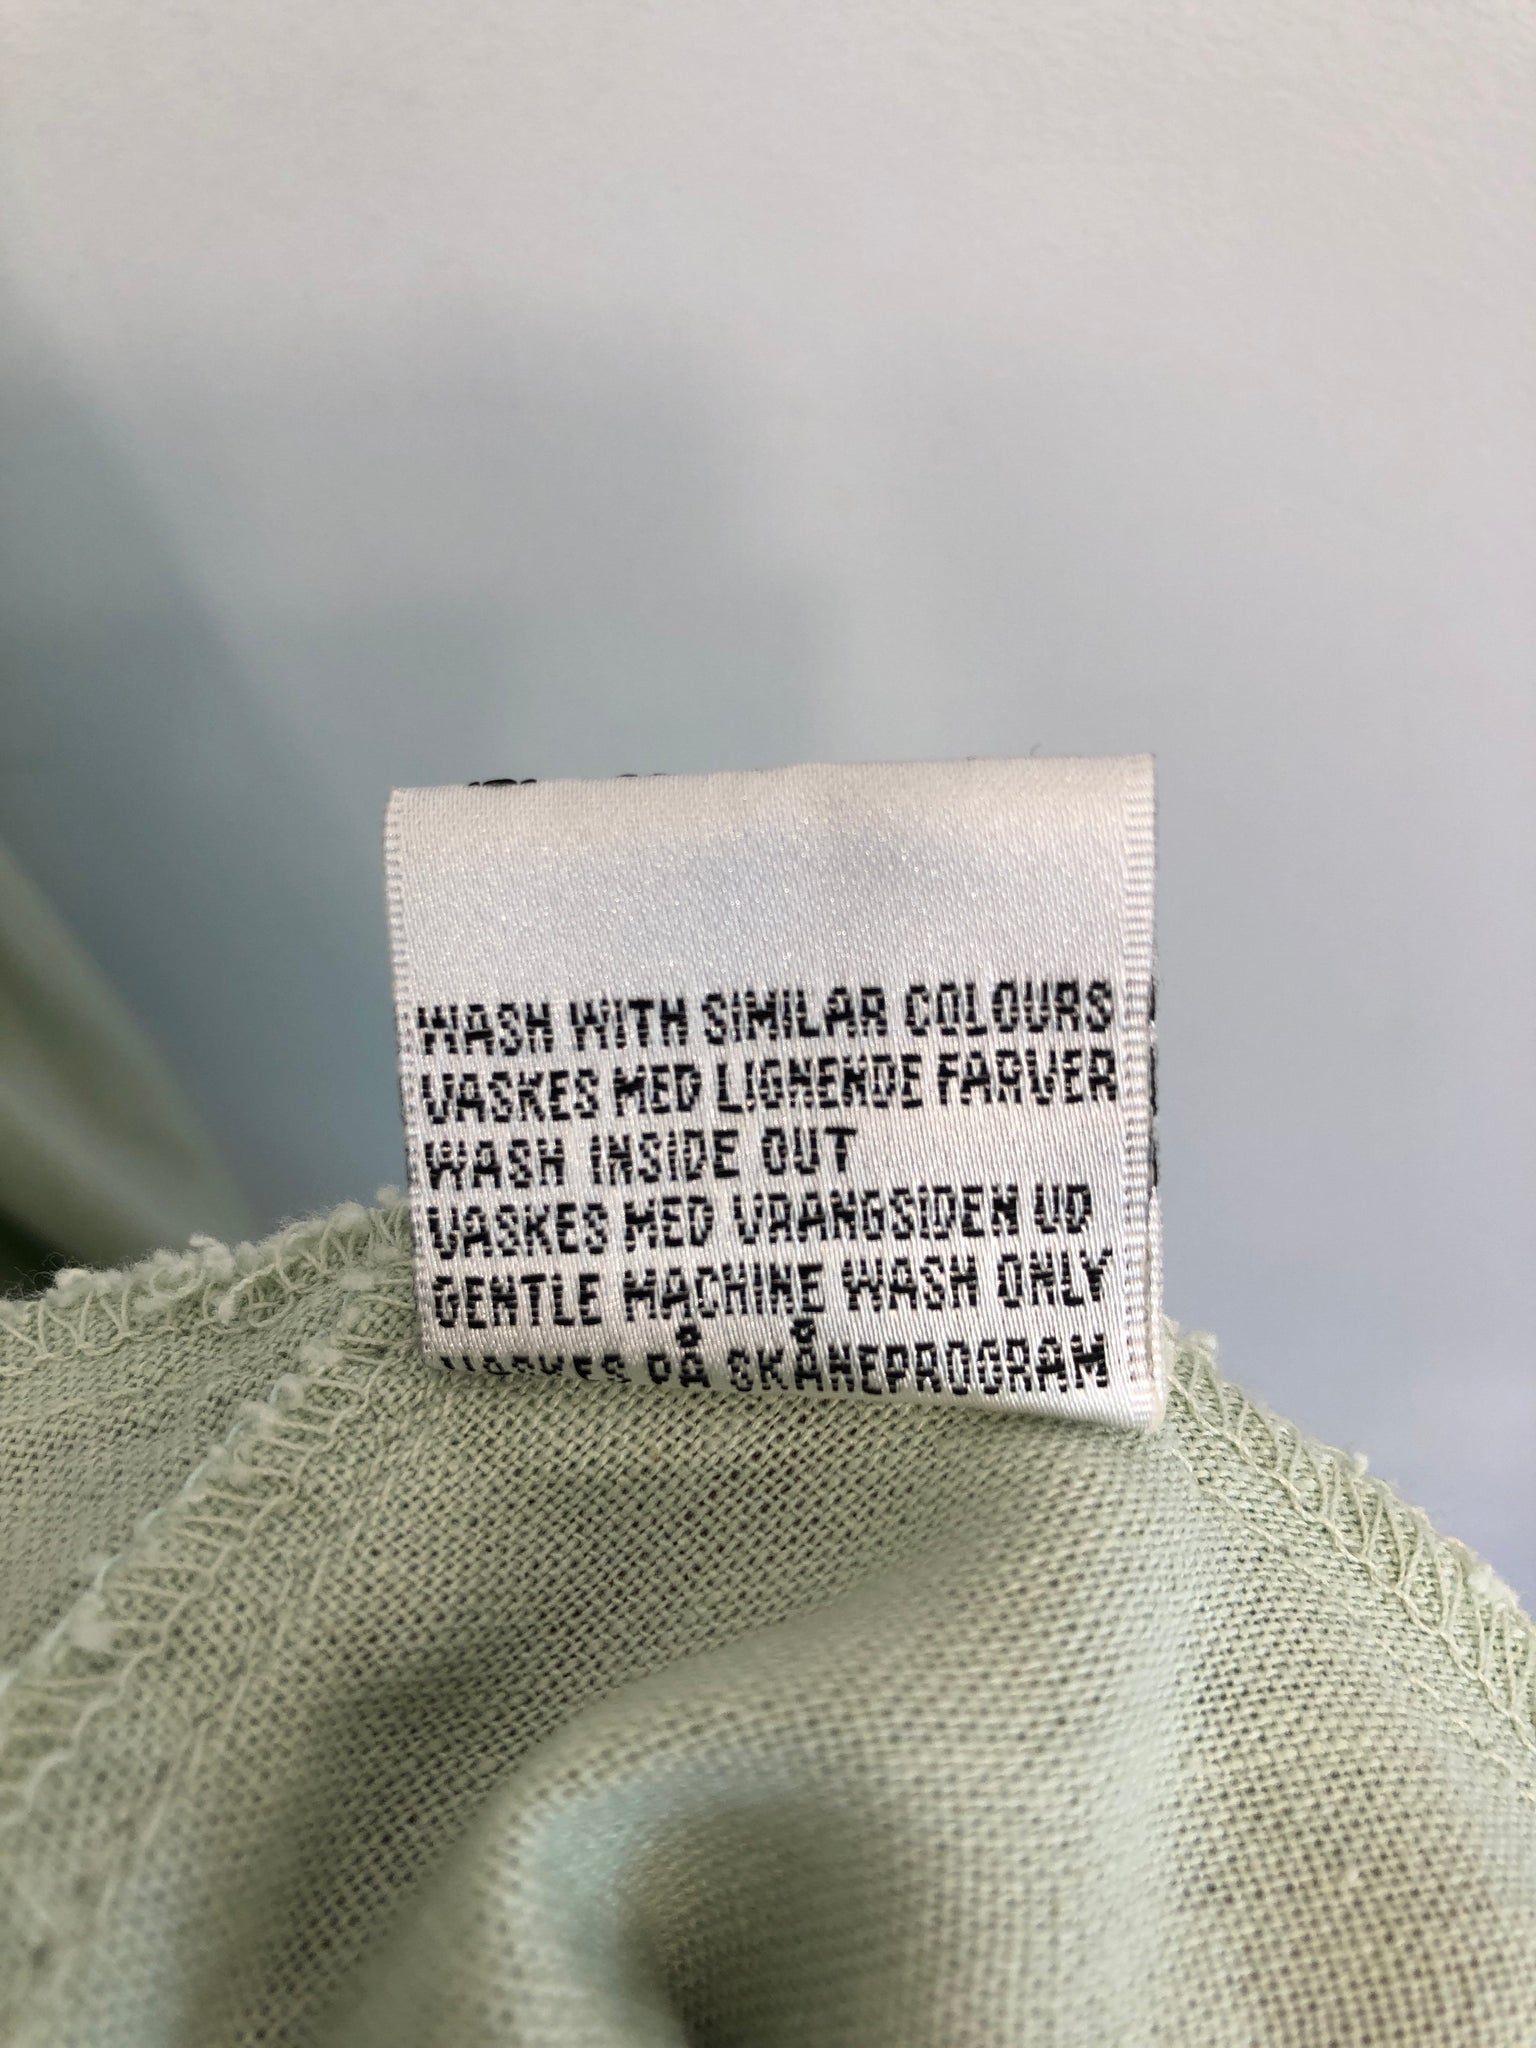 WASH WITH SIMILAR COLOURS
VASKES MED LIGNENDE FARVER
WASH INSIDE OUT
VASKES MED VRANGSIDEN UD
GENTLE MACHINE WASH ONLY
VASKES PÅ SKÅNEPROGRAM